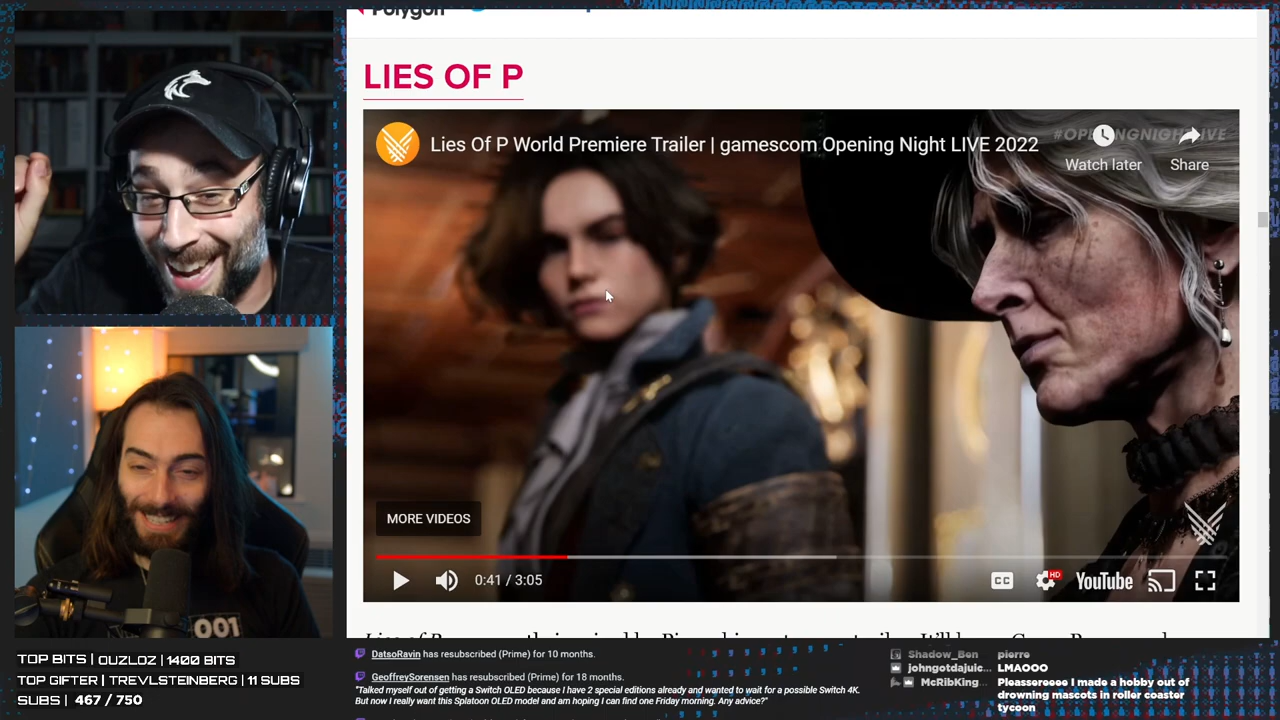 Polygon
LIES OF P
Lies Of P World Premiere Trailer | gamescom Opening Night LIVE 2022
Watch later
Share
MORE VIDEOS
0:41 / 3:05
CC
HD
YouTube
001
TOP BITS | OUZLOZ | 1400 BITS
TOP GIFTER | TREVLSTEINBERG | 11 SUBS
SUBS | 467 / 750
DatsoRavin has resubscribed (Prime) for 10 months.
GeoffreySorensen has resubscribed (Prime) for 18 months.
"Talked myself out of getting a Switch OLED because I have 2 special editions already and wanted to wait for a possible Switch 4K.
But now I really want this Splatoon OLED model and am hoping I can find one Friday morning. Any advice?"
Shadow_Ben pierre
johngotdajuic... LMAOOO
McRibKing... Pleassereeee I made a hobby out of
drowning mascots in roller coaster
tycoon